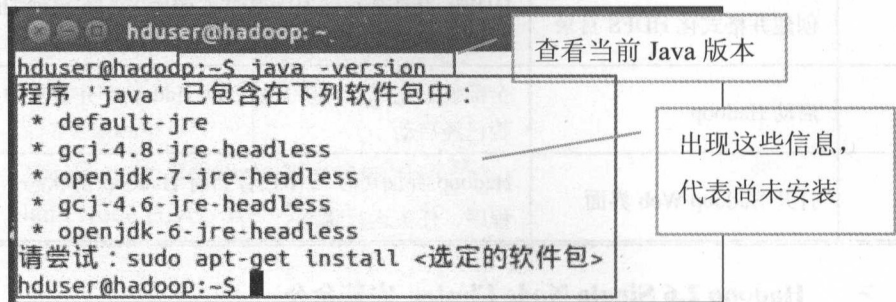 hduser@hadoop: ~
查看当前 Java 版本
hduser@hadoop:~$ java -version
程序 'java' 已包含在下列软件包中
* default-jre
* gcj-4.8-jre-headless
* openjdk-7-jre-headless
* gcj-4.6-jre-headless
* openjdk-6-jre-headless
请尝试：sudo apt-get install <选定的软件包>
hduser@hadoop:~$
出现这些信息，
代表尚未安装